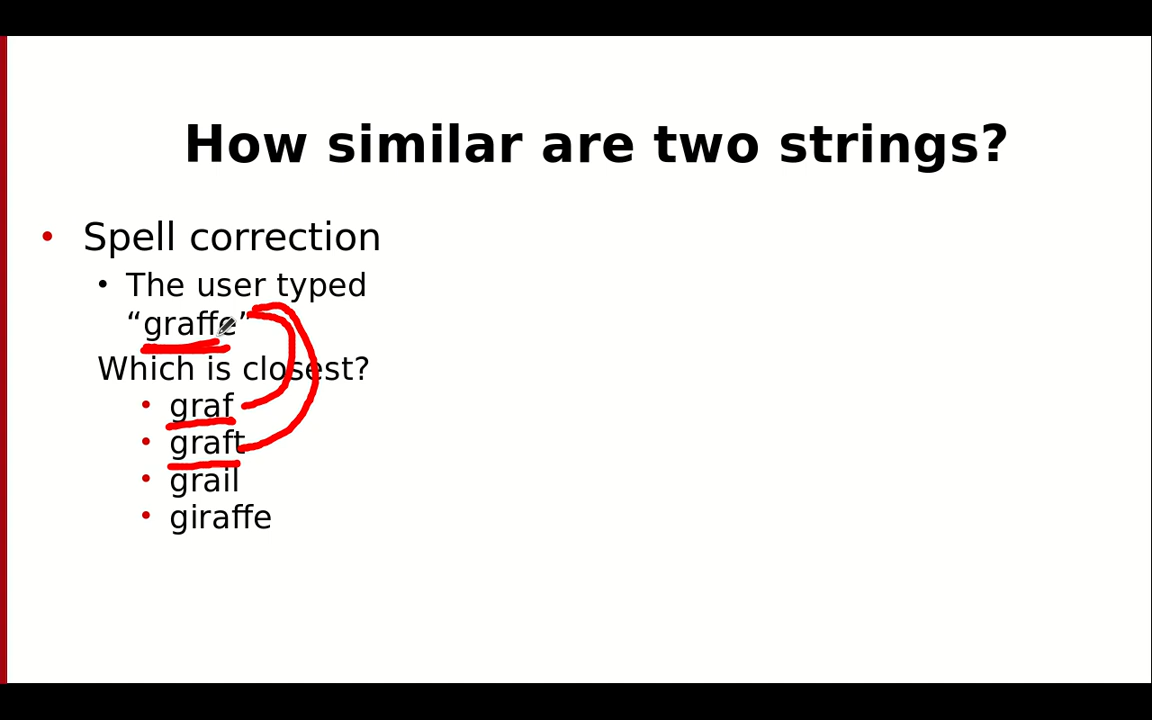 How similar are two strings?
• Spell correction
• The user typed
“graffe”
Which is closest?
• graf
• graft
• grail
• giraffe